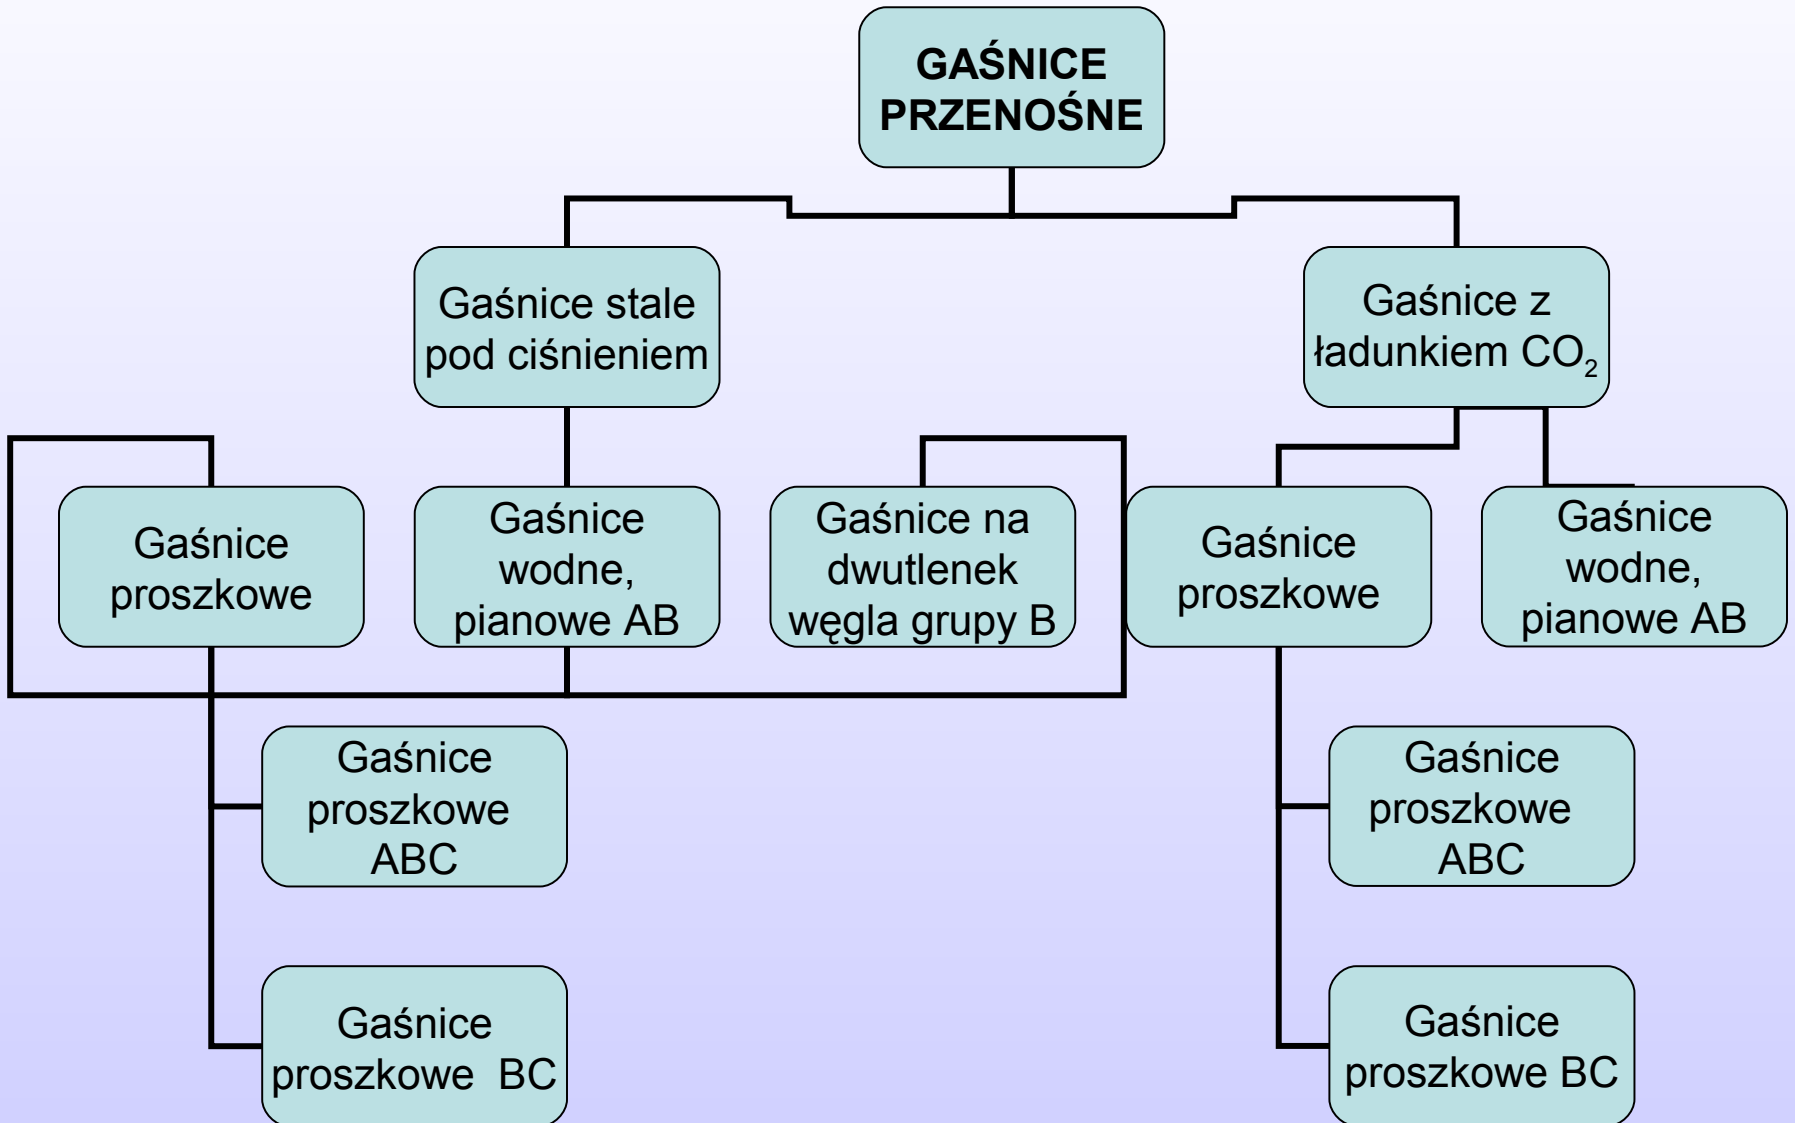 GAŚNICE
PRZENOŚNE
Gaśnice stale
pod ciśnieniem
Gaśnice z
ładunkiem CO₂
Gaśnice
proszkowe
Gaśnice
wodne,
pianowe AB
Gaśnice na
dwutlenek
węgla grupy B
Gaśnice
proszkowe
Gaśnice
wodne,
pianowe AB
Gaśnice
proszkowe
ABC
Gaśnice
proszkowe
ABC
Gaśnice
proszkowe BC
Gaśnice
proszkowe BC